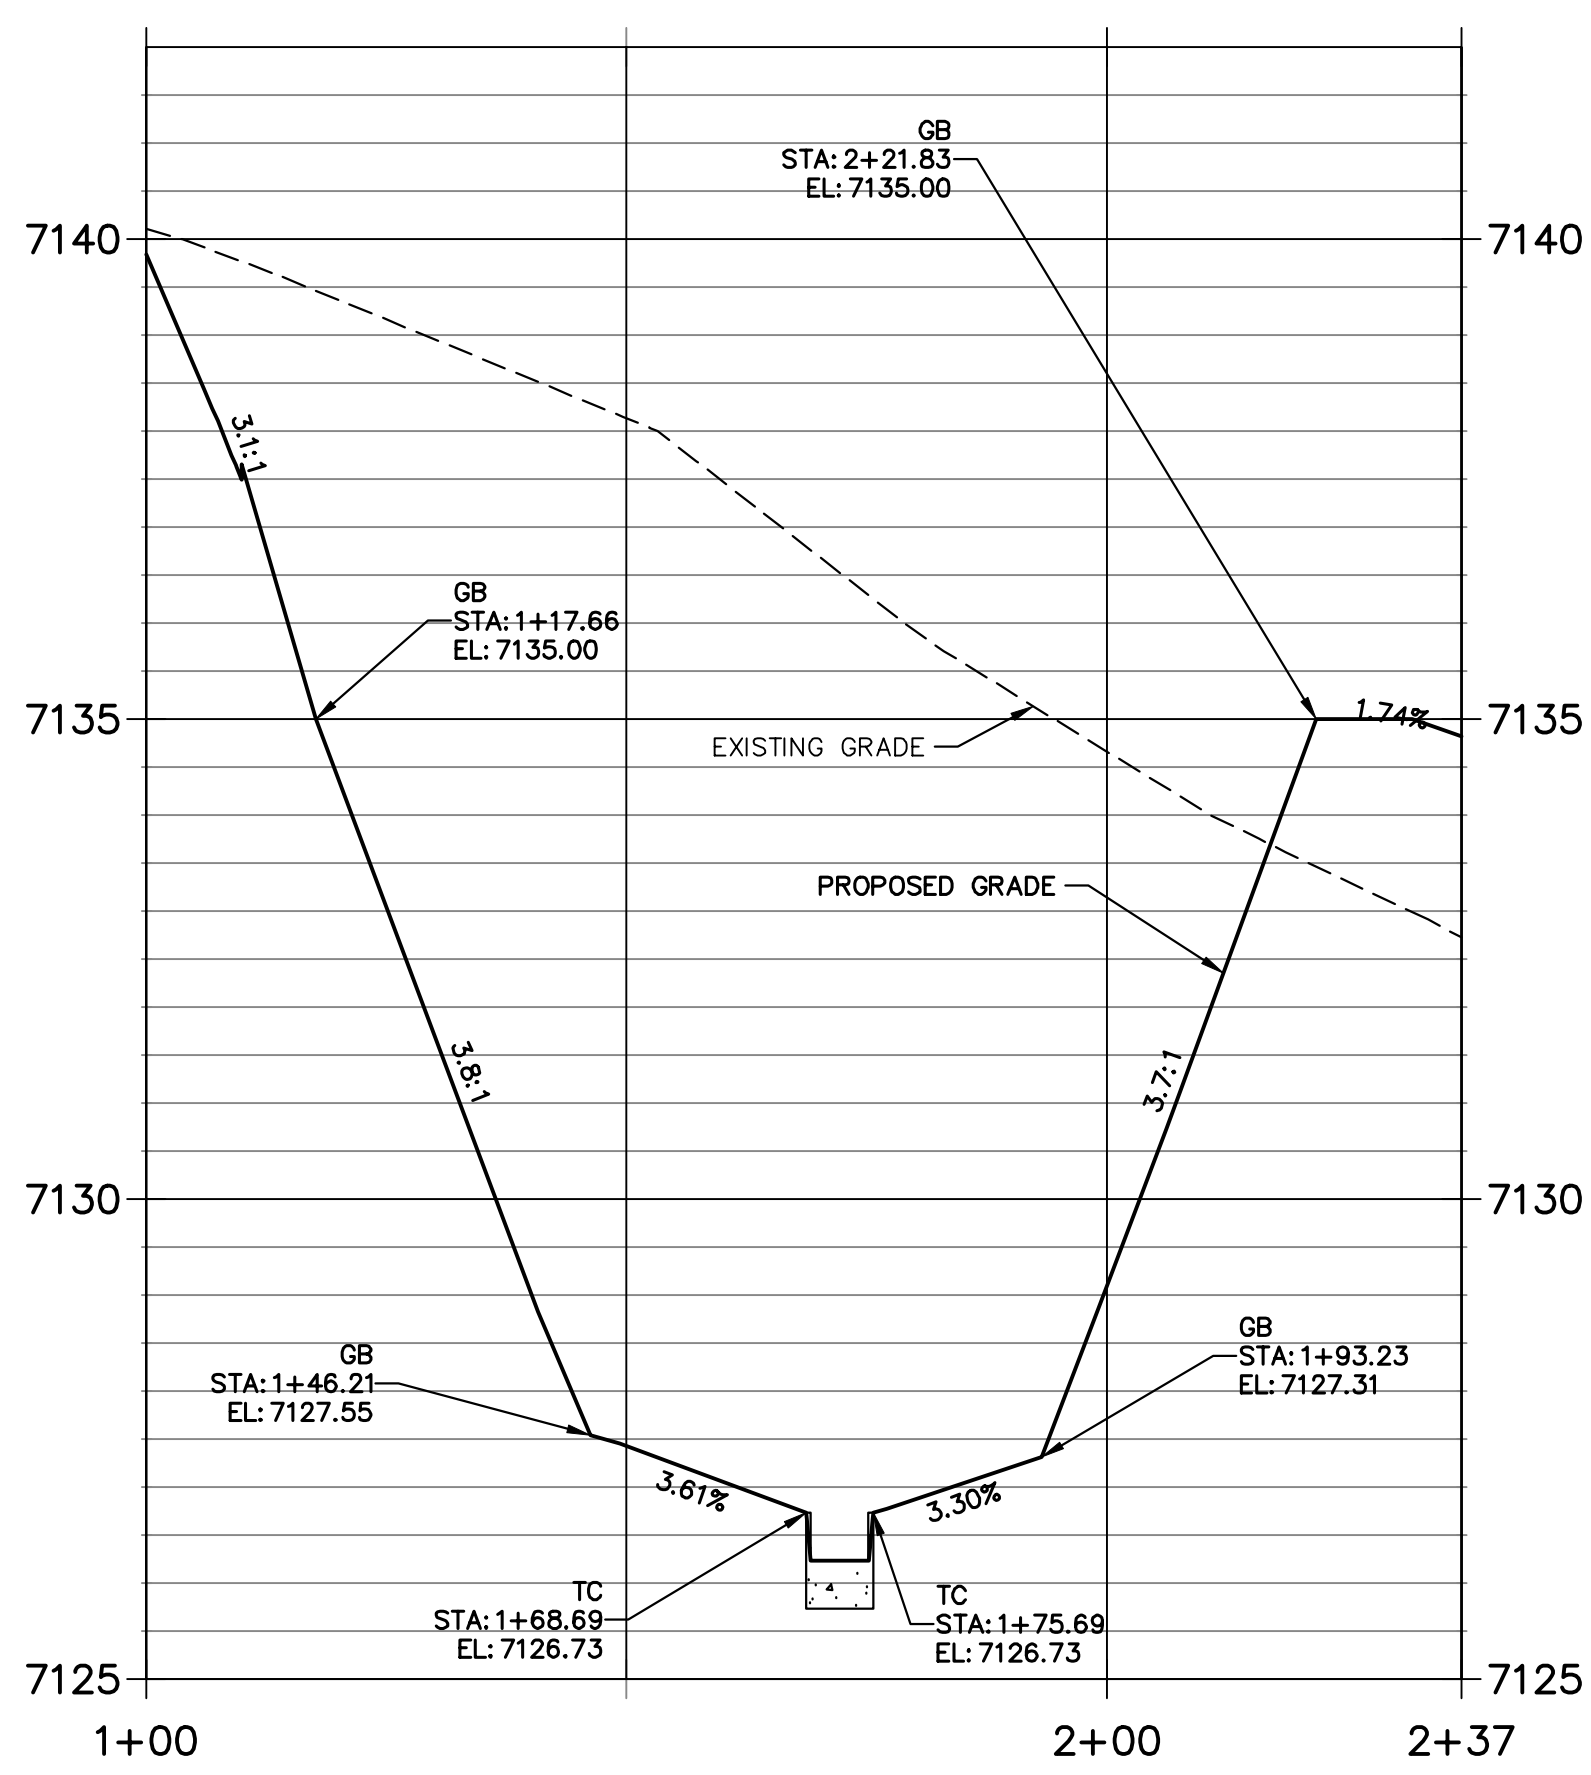 GB
STA: 2+21.83
EL: 7135.00
7140
7140
3.1:1
GB
STA: 1+17.66
EL: 7135.00
7135
7135
1.74%
EXISTING GRADE
PROPOSED GRADE
3.8:1
3.7:1
7130
7130
GB
STA: 1+46.21
EL: 7127.55
GB
STA: 1+93.23
EL: 7127.31
3.61%
3.30%
TC
STA: 1+68.69
EL: 7126.73
TC
STA: 1+75.69
EL: 7126.73
7125
7125
1+00
2+00
2+37